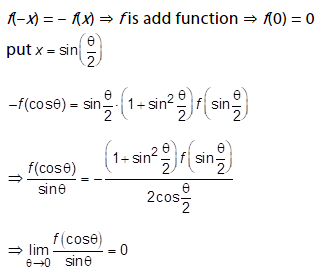 f(–x) = – f(x) ⇒ f is add function ⇒ f(0) = 0
put x = sin(θ/2)
–f(cosθ) = sin θ/2 · (1 + sin² θ/2) f(sin θ/2)
⇒ f(cosθ)/sinθ = – (1 + sin² θ/2) f(sin θ/2) / 2cos θ/2
⇒ lim θ→0 f(cosθ)/sinθ = 0